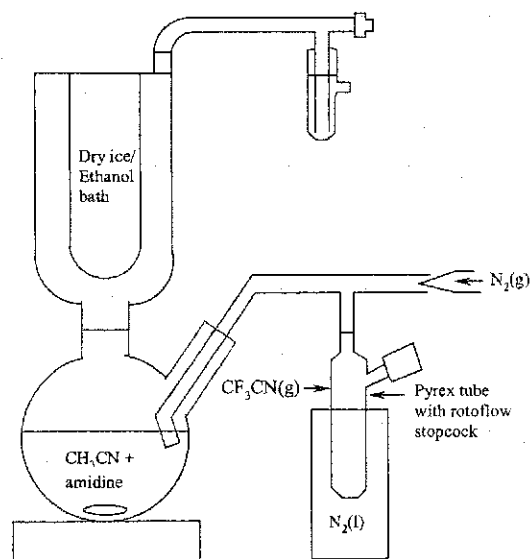 Dry ice/
Ethanol
bath
N₂(g)
CF₃CN(g)
Pyrex tube
with rotoflow
stopcock
CH₃CN +
amidine
N₂(l)